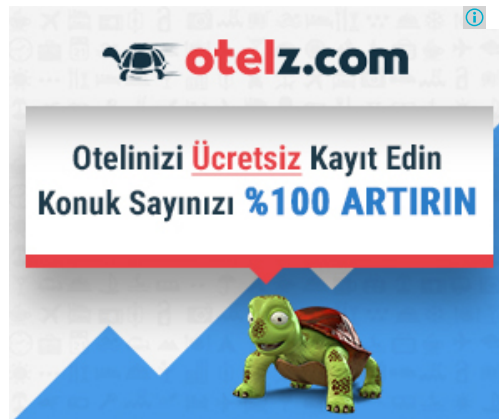 otelz.com
Otelinizi Ücretsiz Kayıt Edin
Konuk Sayınızı %100 ARTIRIN